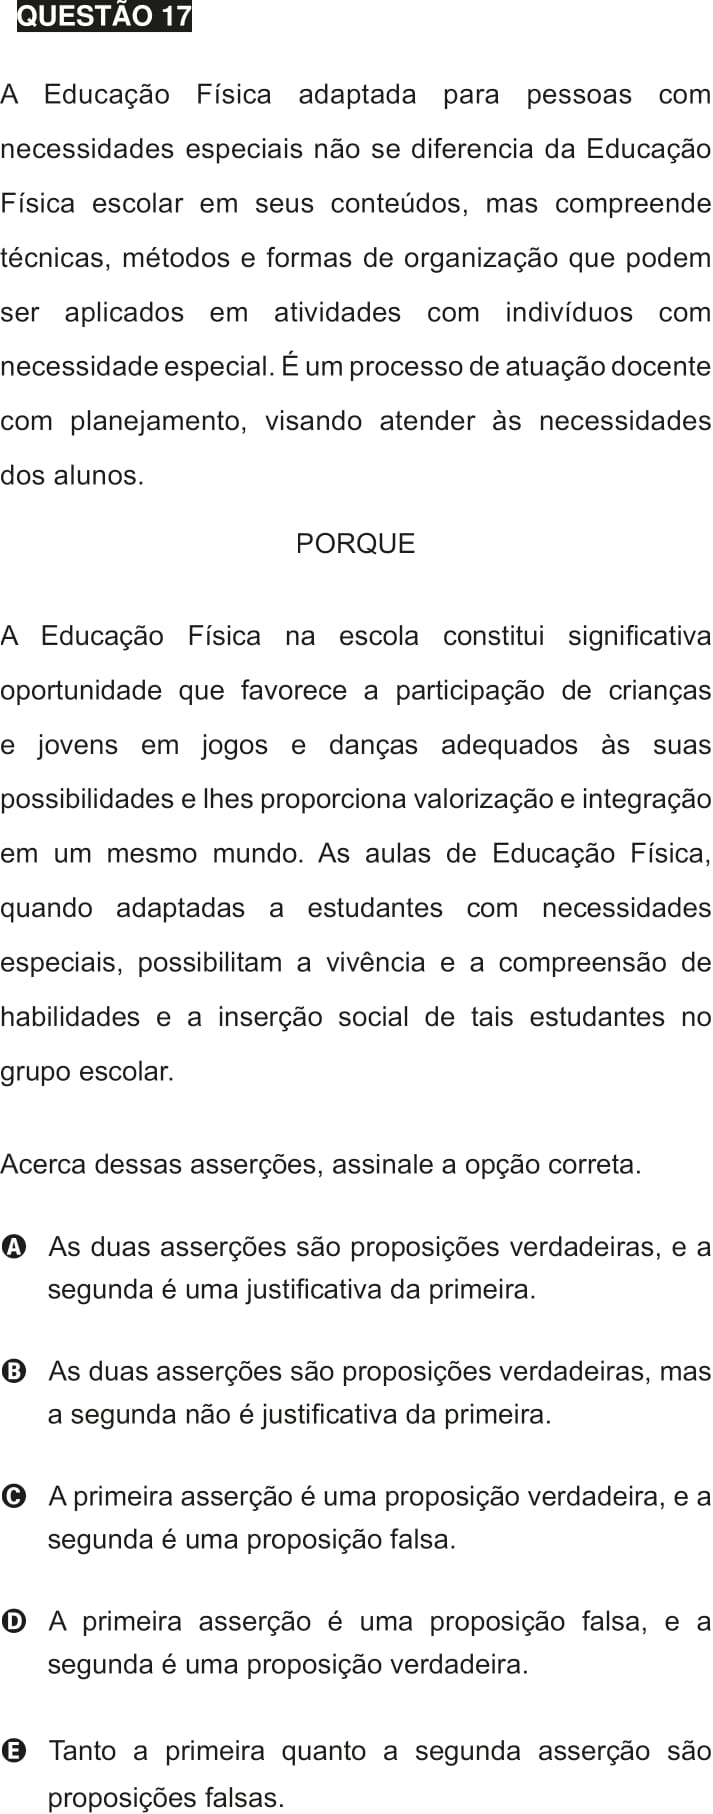 QUESTÃO 17
A Educação Física adaptada para pessoas com
necessidades especiais não se diferencia da Educação
Física escolar em seus conteúdos, mas compreende
técnicas, métodos e formas de organização que podem
ser aplicados em atividades com indivíduos com
necessidade especial. É um processo de atuação docente
com planejamento, visando atender às necessidades
dos alunos.
PORQUE
A Educação Física na escola constitui significativa
oportunidade que favorece a participação de crianças
e jovens em jogos e danças adequados às suas
possibilidades e lhes proporciona valorização e integração
em um mesmo mundo. As aulas de Educação Física,
quando adaptadas a estudantes com necessidades
especiais, possibilitam a vivência e a compreensão de
habilidades e a inserção social de tais estudantes no
grupo escolar.
Acerca dessas asserções, assinale a opção correta.
A As duas asserções são proposições verdadeiras, e a
segunda é uma justificativa da primeira.
B As duas asserções são proposições verdadeiras, mas
a segunda não é justificativa da primeira.
C A primeira asserção é uma proposição verdadeira, e a
segunda é uma proposição falsa.
D A primeira asserção é uma proposição falsa, e a
segunda é uma proposição verdadeira.
E Tanto a primeira quanto a segunda asserção são
proposições falsas.